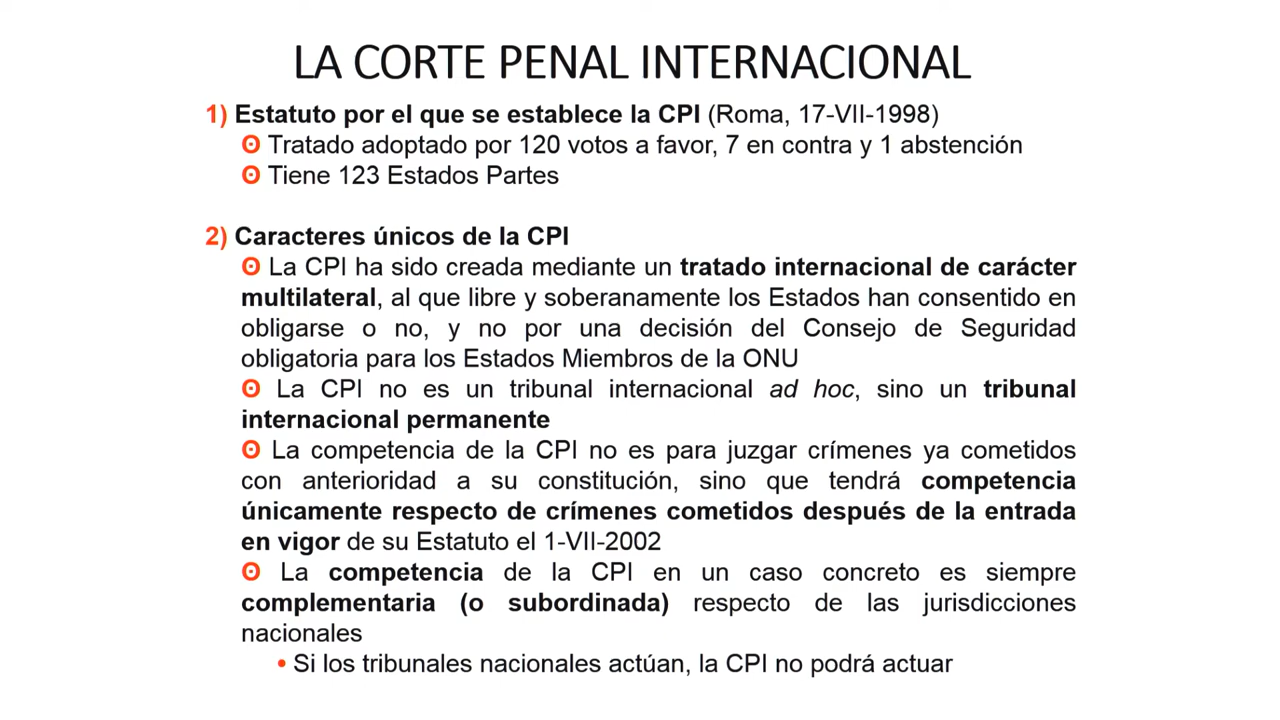 LA CORTE PENAL INTERNACIONAL
1) Estatuto por el que se establece la CPI (Roma, 17-VII-1998)
ʘ Tratado adoptado por 120 votos a favor, 7 en contra y 1 abstención
ʘ Tiene 123 Estados Partes
2) Caracteres únicos de la CPI
ʘ La CPI ha sido creada mediante un tratado internacional de carácter
multilateral, al que libre y soberanamente los Estados han consentido en
obligarse o no, y no por una decisión del Consejo de Seguridad
obligatoria para los Estados Miembros de la ONU
ʘ La CPI no es un tribunal internacional ad hoc, sino un tribunal
internacional permanente
ʘ La competencia de la CPI no es para juzgar crímenes ya cometidos
con anterioridad a su constitución, sino que tendrá competencia
únicamente respecto de crímenes cometidos después de la entrada
en vigor de su Estatuto el 1-VII-2002
ʘ La competencia de la CPI en un caso concreto es siempre
complementaria (o subordinada) respecto de las jurisdicciones
nacionales
• Si los tribunales nacionales actúan, la CPI no podrá actuar